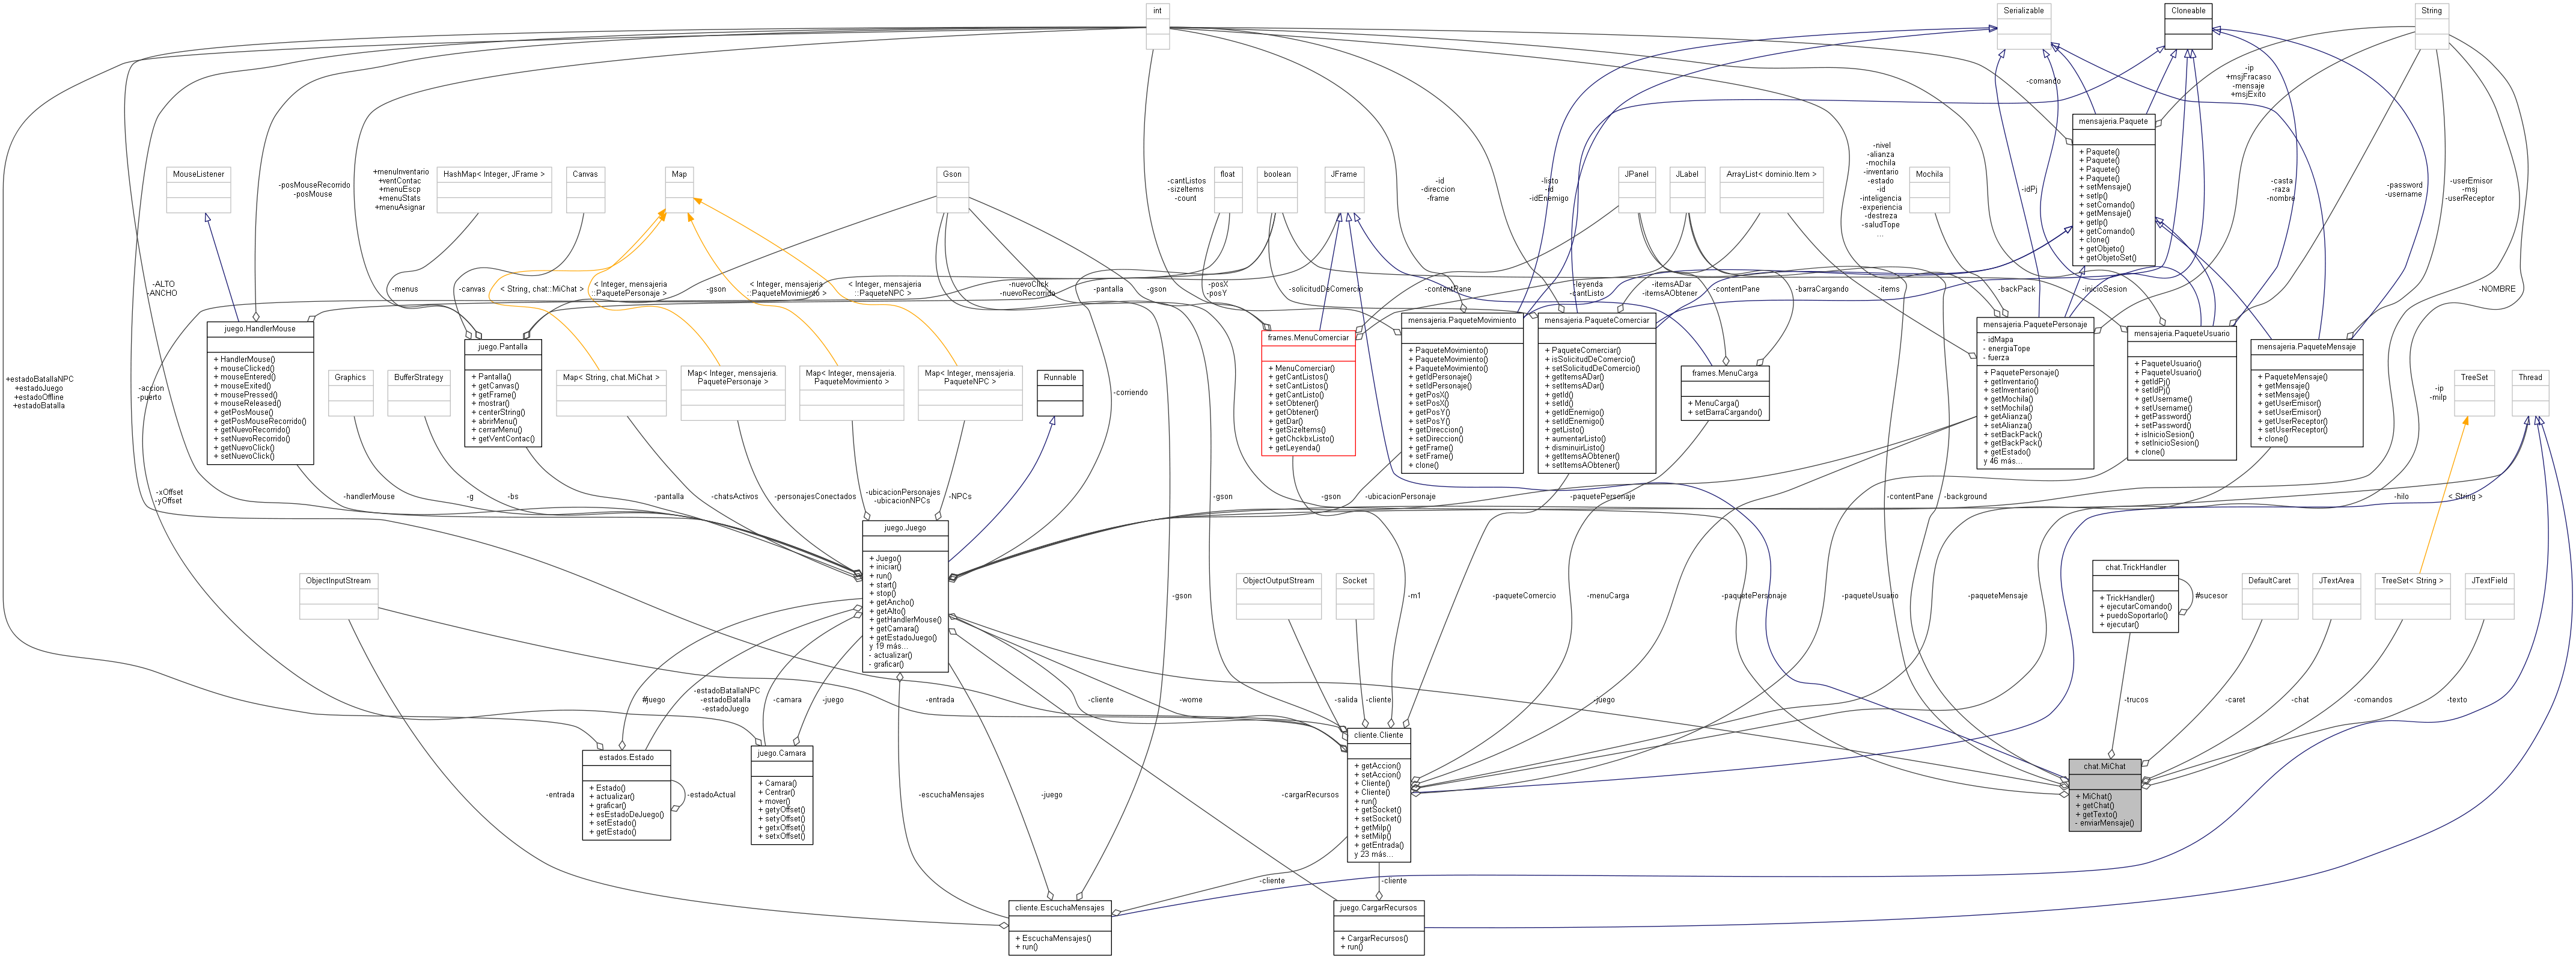 int
Serializable
Cloneable
String
-comando
-ip
+msjFracaso
-mensaje
+msjExito
mensajeria.Paquete
+ Paquete()
+ Paquete()
+ Paquete()
+ Paquete()
+ setMensaje()
+ setIp()
+ setComando()
+ getMensaje()
+ getIp()
+ getComando()
+ clone()
+ getObjeto()
+ getObjetoSet()
MouseListener
-posMouseRecorrido
-posMouse
+menuInventario
+ventContac
+menuEscp
+menuStats
+menuAsignar
HashMap< Integer, JFrame >
Canvas
Map
Gson
-cantListos
-sizeItems
-count
float
boolean
JFrame
-id
-direccion
-frame
-listo
-id
-idEnemigo
JPanel
JLabel
ArrayList< dominio.Item >
-nivel
-alianza
-mochila
-inventario
-estado
-id
-inteligencia
-experiencia
-destreza
-saludTope
...
Mochila
-idPj
-casta
-raza
-nombre
-password
-username
-userEmisor
-msj
-userReceptor
-ALTO
-ANCHO
-menus
-canvas
< String, chat::MiChat >
< Integer, mensajeria
::PaquetePersonaje >
-gson
< Integer, mensajeria
::PaqueteMovimiento >
< Integer, mensajeria
::PaqueteNPC >
-nuevoClick
-nuevoRecorrido
-pantalla
-gson
-posX
-posY
-solicitudDeComercio
-contentPane
-leyenda
-cantListo
-itemsADar
-itemsAObtener
-contentPane
-barraCargando
-items
-backPack
-inicioSesion
-NOMBRE
juego.HandlerMouse
+ HandlerMouse()
+ mouseClicked()
+ mouseEntered()
+ mouseExited()
+ mousePressed()
+ mouseReleased()
+ getPosMouse()
+ getPosMouseRecorrido()
+ getNuevoRecorrido()
+ setNuevoRecorrido()
+ getNuevoClick()
+ setNuevoClick()
juego.Pantalla
+ Pantalla()
+ getCanvas()
+ getFrame()
+ mostrar()
+ centerString()
+ abrirMenu()
+ cerrarMenu()
+ getVentContac()
frames.MenuComerciar
+ MenuComerciar()
+ getCantListos()
+ setCantListos()
+ getCantListo()
+ setObtener()
+ getObtener()
+ getDar()
+ getSizeItems()
+ getChckbxListo()
+ getLeyenda()
mensajeria.PaqueteMovimiento
+ PaqueteMovimiento()
+ PaqueteMovimiento()
+ PaqueteMovimiento()
+ getIdPersonaje()
+ setIdPersonaje()
+ getPosX()
+ setPosX()
+ getPosY()
+ setPosY()
+ getDireccion()
+ setDireccion()
+ getFrame()
+ setFrame()
+ clone()
mensajeria.PaqueteComerciar
+ PaqueteComerciar()
+ isSolicitudDeComercio()
+ setSolicitudDeComercio()
+ getItemsADar()
+ setItemsADar()
+ getId()
+ setId()
+ getIdEnemigo()
+ setIdEnemigo()
+ getListo()
+ aumentarListo()
+ disminuirListo()
+ getItemsAObtener()
+ setItemsAObtener()
frames.MenuCarga
+ MenuCarga()
+ setBarraCargando()
mensajeria.PaquetePersonaje
- idMapa
- energiaTope
- fuerza
+ PaquetePersonaje()
+ getInventario()
+ setInventario()
+ getMochila()
+ setMochila()
+ getAlianza()
+ setAlianza()
+ setBackPack()
+ getBackPack()
+ getEstado()
y 46 más...
mensajeria.PaqueteUsuario
+ PaqueteUsuario()
+ PaqueteUsuario()
+ getIdPj()
+ setIdPj()
+ getUsername()
+ setUsername()
+ getPassword()
+ setPassword()
+ isInicioSesion()
+ setInicioSesion()
+ clone()
mensajeria.PaqueteMensaje
+ PaqueteMensaje()
+ getMensaje()
+ setMensaje()
+ getUserEmisor()
+ setUserEmisor()
+ getUserReceptor()
+ setUserReceptor()
+ clone()
+estadoBatallaNPC
+estadoJuego
+estadoOffline
+estadoBatalla
-accion
-puerto
Graphics
BufferStrategy
Map< String, chat.MiChat >
Map< Integer, mensajeria.
PaquetePersonaje >
Map< Integer, mensajeria.
PaqueteMovimiento >
Map< Integer, mensajeria.
PaqueteNPC >
Runnable
-corriendo
-ip
-miIp
TreeSet
Thread
-xOffset
-yOffset
-handlerMouse
-g
-bs
-pantalla
-chatsActivos
-personajesConectados
-ubicacionPersonajes
-ubicacionNPCs
-NPCs
-gson
-gson
-ubicacionPersonaje
-paquetePersonaje
-contentPane
-background
-hilo
< String >
juego.Juego
+ Juego()
+ iniciar()
+ run()
+ start()
+ stop()
+ getAncho()
+ getAlto()
+ getHandlerMouse()
+ getCamara()
+ getEstadoJuego()
y 19 más...
- actualizar()
- graficar()
ObjectInputStream
-gson
ObjectOutputStream
Socket
-m1
-paqueteComercio
-menuCarga
-paquetePersonaje
-paqueteUsuario
-paqueteMensaje
chat.TrickHandler
+ TrickHandler()
+ ejecutarComando()
+ puedoSoportarlo()
+ ejecutar()
#sucesor
DefaultCaret
JTextArea
TreeSet< String >
JTextField
#juego
-estadoBatallaNPC
-estadoBatalla
-estadoJuego
-camara
-juego
-entrada
-cliente
-wome
-salida
-cliente
-juego
-trucos
-caret
-chat
-comandos
-texto
estados.Estado
+ Estado()
+ actualizar()
+ graficar()
+ esEstadoDeJuego()
+ setEstado()
+ getEstado()
-estadoActual
juego.Camara
+ Camara()
+ Centrar()
+ mover()
+ getyOffset()
+ setyOffset()
+ getxOffset()
+ setxOffset()
cliente.Cliente
+ getAccion()
+ setAccion()
+ Cliente()
+ Cliente()
+ run()
+ getSocket()
+ setSocket()
+ getMiIp()
+ setMiIp()
+ getEntrada()
y 23 más...
chat.MiChat
+ MiChat()
+ getChat()
+ getTexto()
- enviarMensaje()
-entrada
-escuchaMensajes
-juego
-cargarRecursos
-cliente
-cliente
cliente.EscuchaMensajes
+ EscuchaMensajes()
+ run()
juego.CargarRecursos
+ CargarRecursos()
+ run()